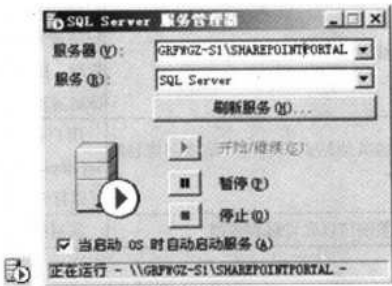 SQL Server 服务管理器
服务器(V): GRFWGZ-S1\SHAREPOINTPORTAL
服务(R): SQL Server
刷新服务(H)...
开始/继续(S)
暂停(P)
停止(O)
当启动 OS 时自动启动服务(A)
正在运行 - \\GRFWGZ-S1\SHAREPOINTPORTAL -